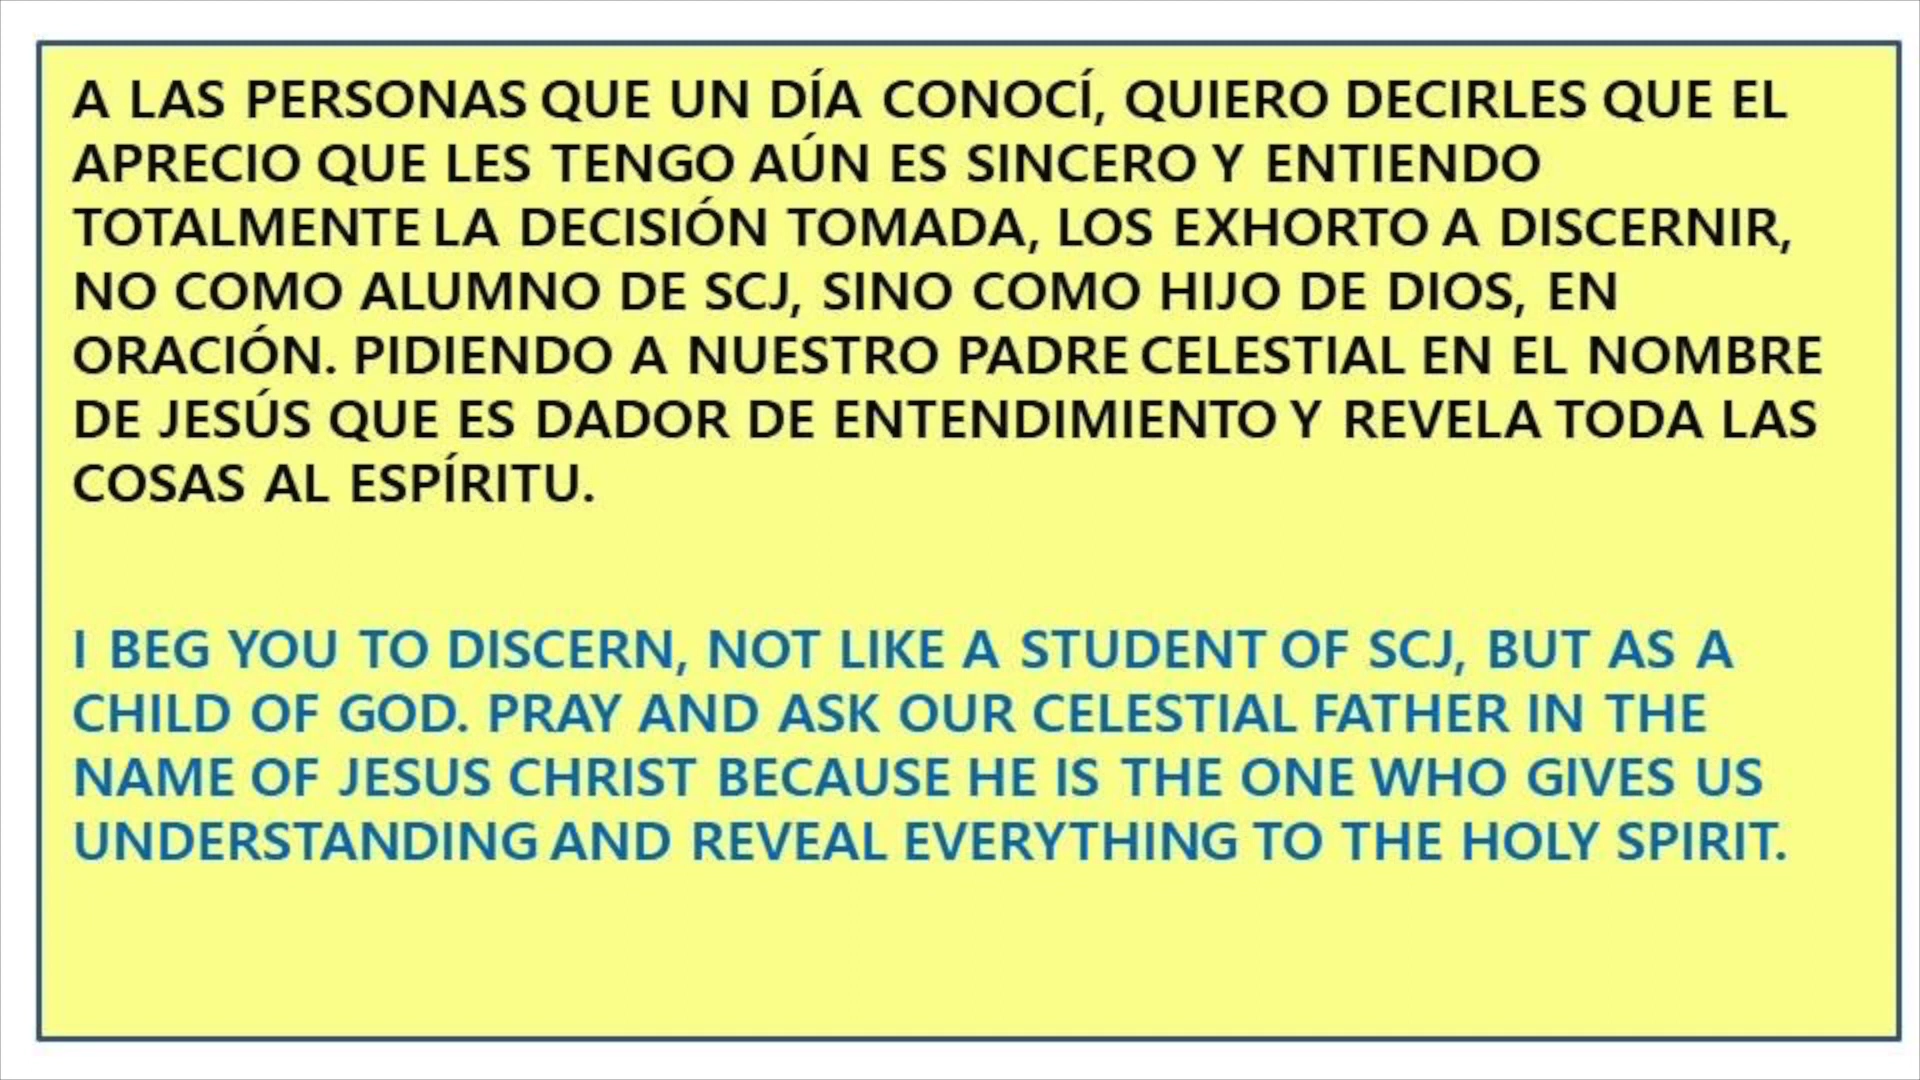 A LAS PERSONAS QUE UN DÍA CONOCÍ, QUIERO DECIRLES QUE EL
APRECIO QUE LES TENGO AÚN ES SINCERO Y ENTIENDO
TOTALMENTE LA DECISIÓN TOMADA, LOS EXHORTO A DISCERNIR,
NO COMO ALUMNO DE SCJ, SINO COMO HIJO DE DIOS, EN
ORACIÓN. PIDIENDO A NUESTRO PADRE CELESTIAL EN EL NOMBRE
DE JESÚS QUE ES DADOR DE ENTENDIMIENTO Y REVELA TODA LAS
COSAS AL ESPÍRITU.
I BEG YOU TO DISCERN, NOT LIKE A STUDENT OF SCJ, BUT AS A
CHILD OF GOD. PRAY AND ASK OUR CELESTIAL FATHER IN THE
NAME OF JESUS CHRIST BECAUSE HE IS THE ONE WHO GIVES US
UNDERSTANDING AND REVEAL EVERYTHING TO THE HOLY SPIRIT.